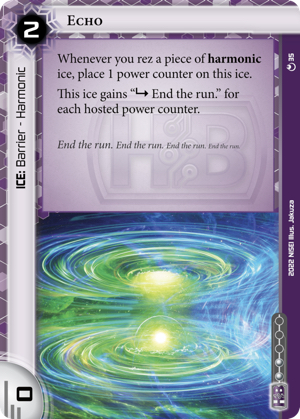 Echo
2
Whenever you rez a piece of harmonic
ice, place 1 power counter on this ice.
This ice gains “↳ End the run.” for
each hosted power counter.
End the run. End the run. End the run. End the run.
ICE: Barrier - Harmonic
35
2022 NISEI Illus. Jakuza
0